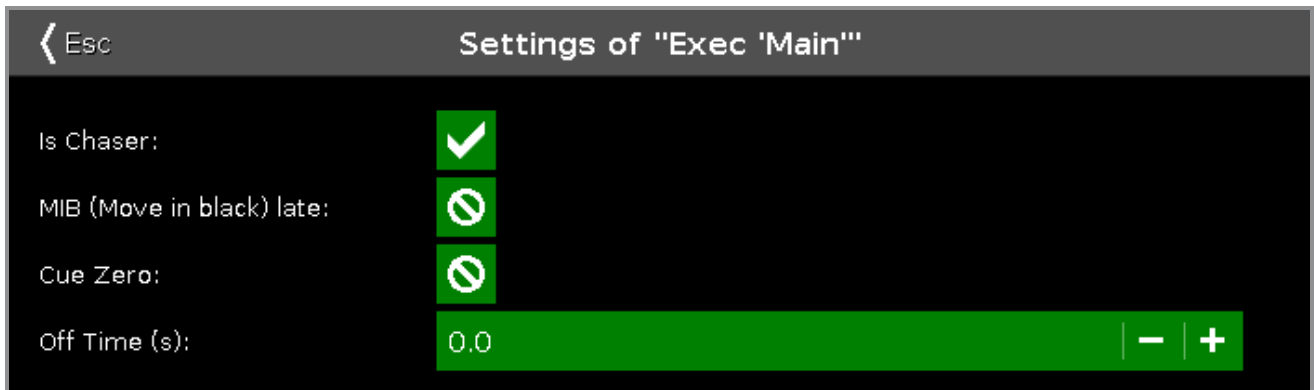 Esc
Settings of "Exec 'Main'"
Is Chaser:
MIB (Move in black) late:
Cue Zero:
Off Time (s): 0.0